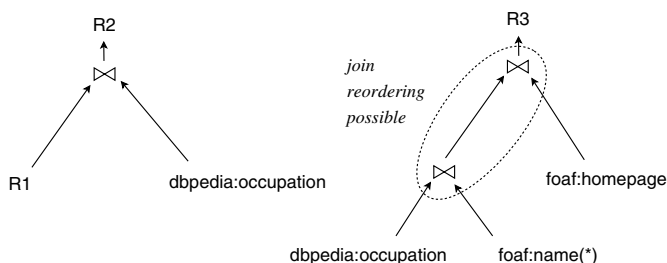 R2
R1
dbpedia:occupation
R3
join
reordering
possible
foaf:homepage
dbpedia:occupation
foaf:name(*)